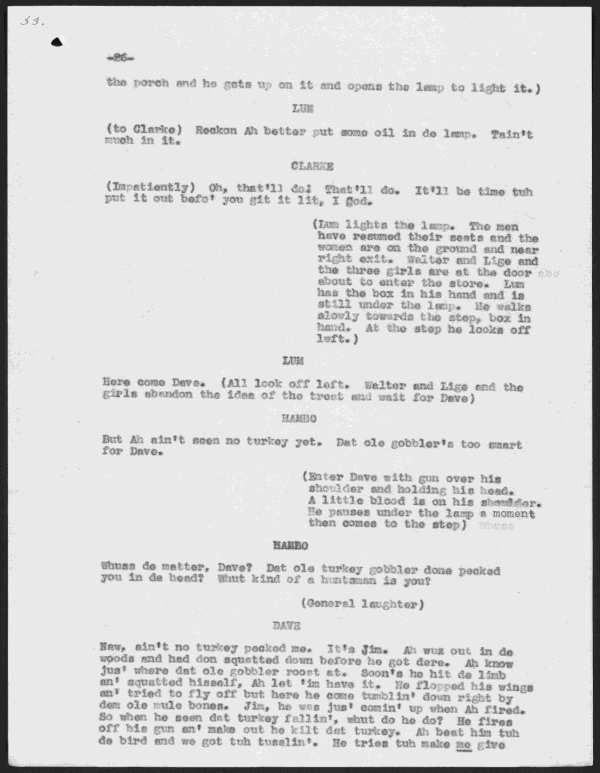 33.
-26-
the porch and he gets up on it and opens the lamp to light it.)
LUM
(to Clarke) Reckon Ah better put some oil in de lamp. Tain't
much in it.
CLARKE
(Impatiently) Oh, that'll do! That'll do. It'll be time tuh
put it out befo' you git it lit, I God.
(Lum lights the lamp. The men
have resumed their seats and the
women are on the ground and near
right exit. Walter and Lige and
the three girls are at the door
about to enter the store. Lum
has the box in his hand and is
still under the lamp. He walks
slowly towards the step, box in
hand. At the step he looks off
left.)
LUM
Here come Dave. (All look off left. Walter and Lige and the
girls abandon the idea of the treat and wait for Dave)
HAMBO
But Ah ain't seen no turkey yet. Dat ole gobbler's too smart
for Dave.
(Enter Dave with gun over his
shoulder and holding his head.
A little blood is on his shoulder.
He pauses under the lamp a moment
then comes to the step)
HAMBO
Whuss de matter, Dave? Dat ole turkey gobbler done pecked
you in de head? Whut kind of a huntsman is you?
(General laughter)
DAVE
Naw, ain't no turkey pecked me. It's Jim. Ah wuz out in de
woods and had don squatted down before he got dere. Ah know
jus' where dat ole gobbler roost at. Soon's he hit de limb
an' squatted hisself, Ah let 'im have it. He flopped his wings
an' tried to fly off but here he come tumblin' down right by
dem ole mule bones. Jim, he was jus' comin' up when Ah fired.
So when he seen dat turkey fallin', whut do he do? He fires
off his gun an' make out he kilt dat turkey. Ah beat him tuh
de bird and we got tuh tusslin'. He tries tuh make me give